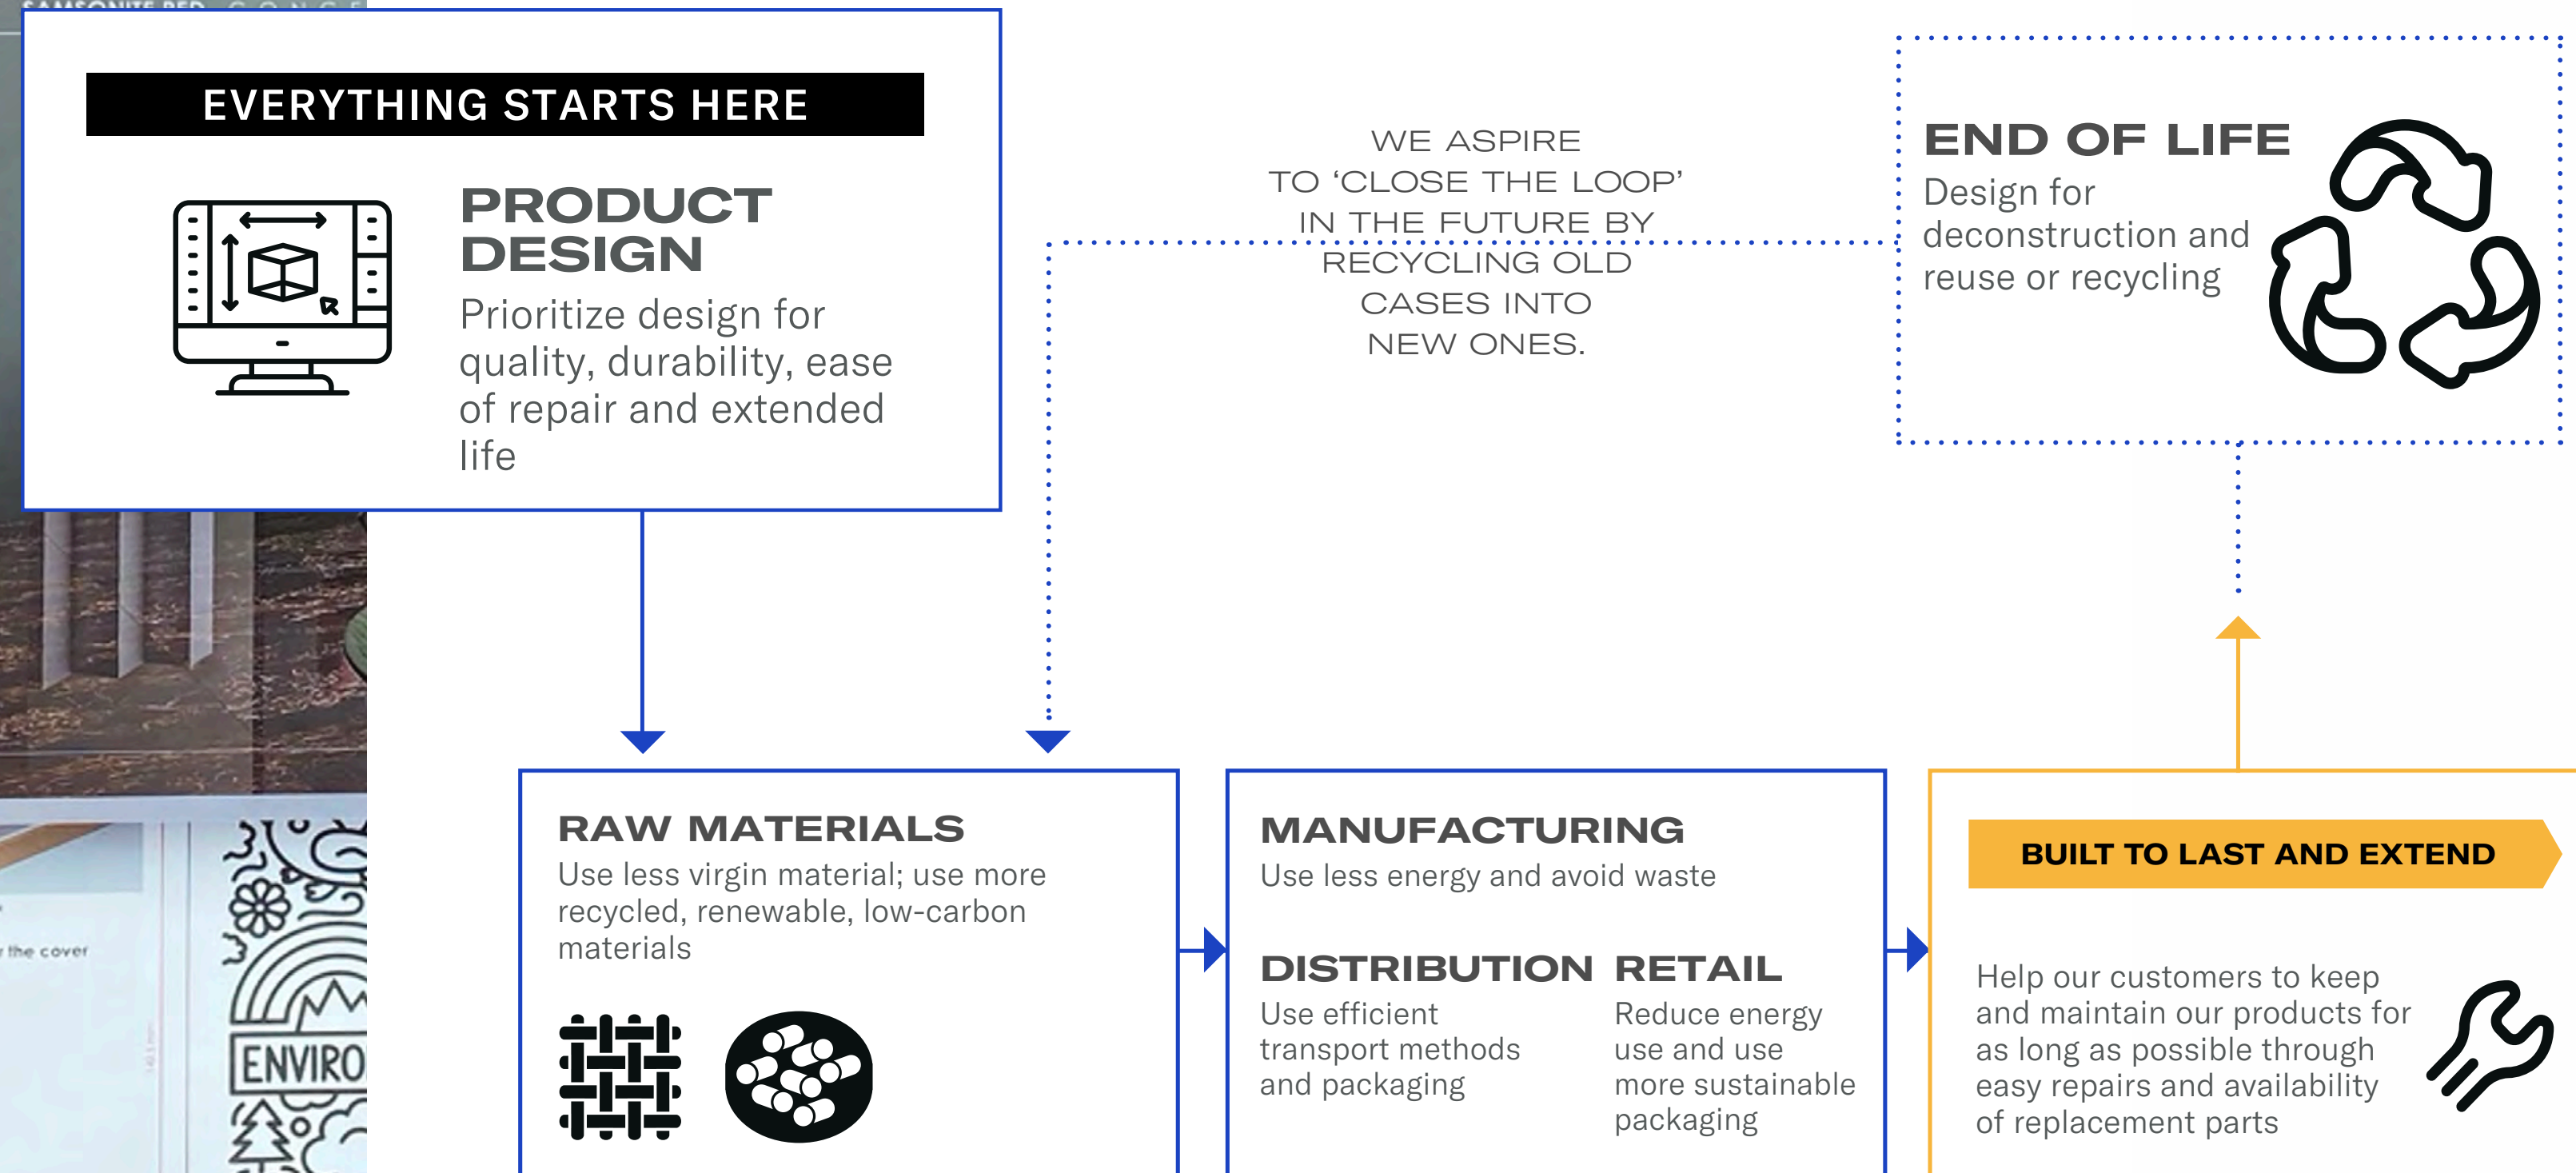 SAMSONITE RED
EVERYTHING STARTS HERE
PRODUCT
DESIGN
Prioritize design for
quality, durability, ease
of repair and extended
life
WE ASPIRE
TO ‘CLOSE THE LOOP’
IN THE FUTURE BY
RECYCLING OLD
CASES INTO
NEW ONES.
END OF LIFE
Design for
deconstruction and
reuse or recycling
RAW MATERIALS
Use less virgin material; use more
recycled, renewable, low-carbon
materials
MANUFACTURING
Use less energy and avoid waste
DISTRIBUTION
Use efficient
transport methods
and packaging
RETAIL
Reduce energy
use and use
more sustainable
packaging
BUILT TO LAST AND EXTEND
Help our customers to keep
and maintain our products for
as long as possible through
easy repairs and availability
of replacement parts
the cover
ENVIRO